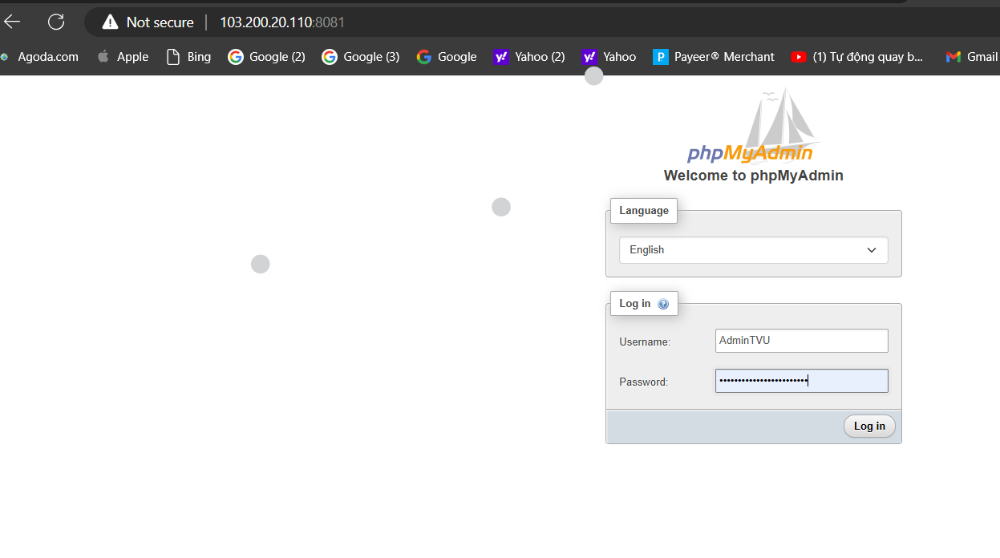 Not secure 103.200.20.110:8081
Agoda.com Apple Bing Google (2) Google (3) Google Yahoo (2) Yahoo Payeer® Merchant (1) Tự động quay b... Gmail
phpMyAdmin
Welcome to phpMyAdmin
Language
English
Log in
Username: AdminTVU
Password: ••••••••••••••••••••••••
Log in